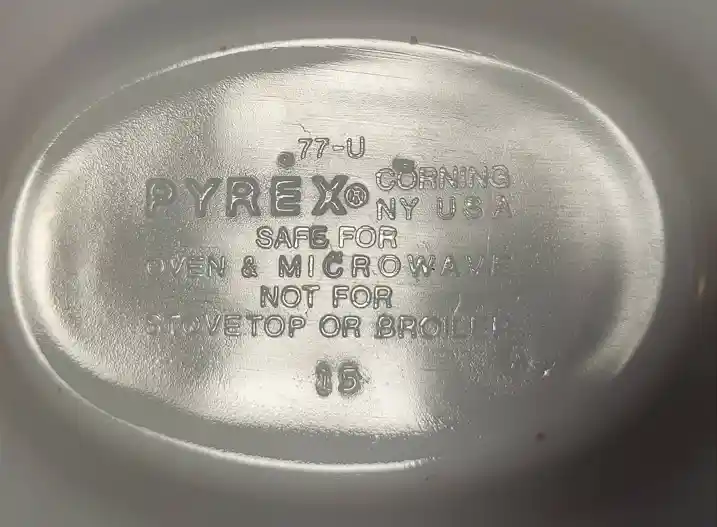 77-U
PYREX® CORNING
NY USA
SAFE FOR
OVEN & MICROWAVE
NOT FOR
STOVETOP OR BROILER
15